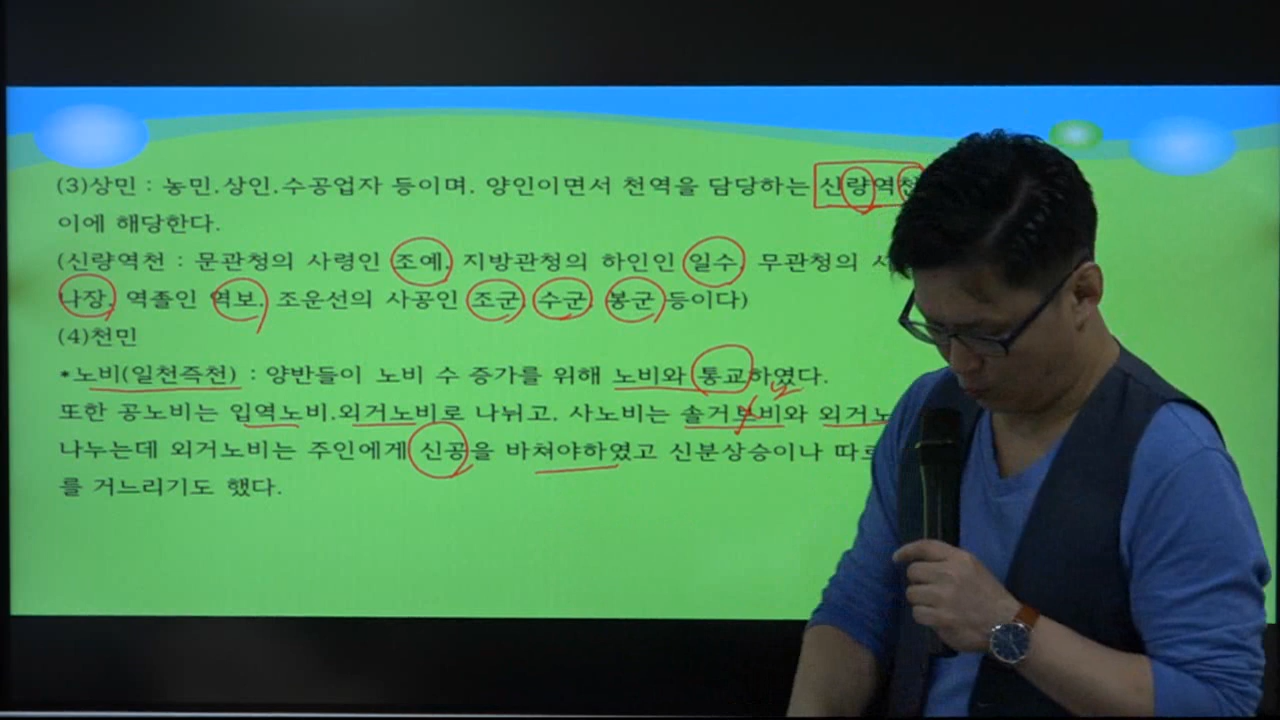 (3)상민 : 농민.상인.수공업자 등이며. 양인이면서 천역을 담당하는 신량역천
이에 해당한다.
(신량역천 : 문관청의 사령인 조예. 지방관청의 하인인 일수. 무관청의
나장. 역졸인 역보. 조운선의 사공인 조군 수군 봉군 등이다)
(4)천민
*노비(일천즉천) : 양반들이 노비 수 증가를 위해 노비와 통교하였다.
또한 공노비는 입역노비.외거노비로 나뉘고. 사노비는 솔거부비와 외거노
나누는데 외거노비는 주인에게 신공을 바쳐야하였고 신분상승이나
를 거느리기도 했다.